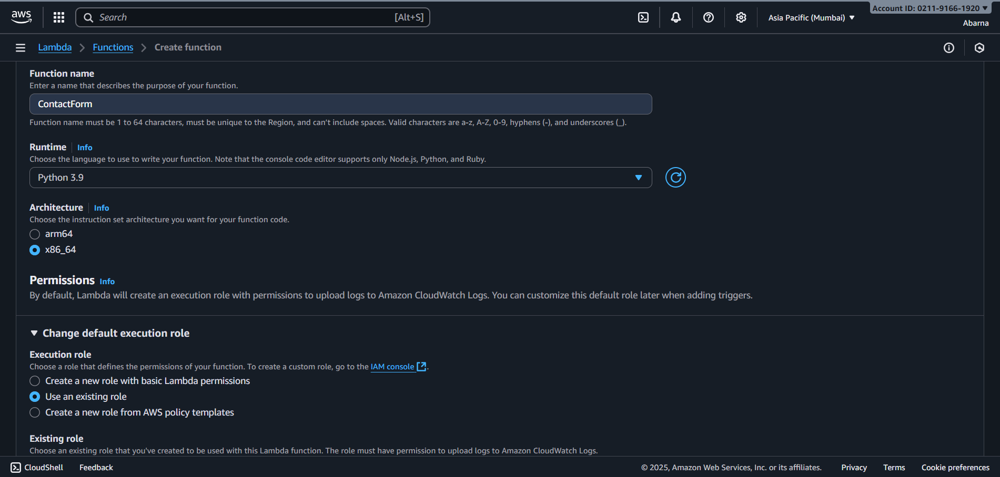 aws
Search
[Alt+S]
Asia Pacific (Mumbai)
Account ID: 0211-9166-1920
Abarna
Lambda
Functions
Create function
Function name
Enter a name that describes the purpose of your function.
ContactForm
Function name must be 1 to 64 characters, must be unique to the Region, and can’t include spaces. Valid characters are a-z, A-Z, 0-9, hyphens (-), and underscores (_).
Runtime Info
Choose the language to use to write your function. Note that the console code editor supports only Node.js, Python, and Ruby.
Python 3.9
Architecture Info
Choose the instruction set architecture you want for your function code.
arm64
x86_64
Permissions Info
By default, Lambda will create an execution role with permissions to upload logs to Amazon CloudWatch Logs. You can customize this default role later when adding triggers.
Change default execution role
Execution role
Choose a role that defines the permissions of your function. To create a custom role, go to the IAM console.
Create a new role with basic Lambda permissions
Use an existing role
Create a new role from AWS policy templates
Existing role
Choose an existing role that you've created to be used with this Lambda function. The role must have permission to upload logs to Amazon CloudWatch Logs.
CloudShell
Feedback
© 2025, Amazon Web Services, Inc. or its affiliates.
Privacy
Terms
Cookie preferences